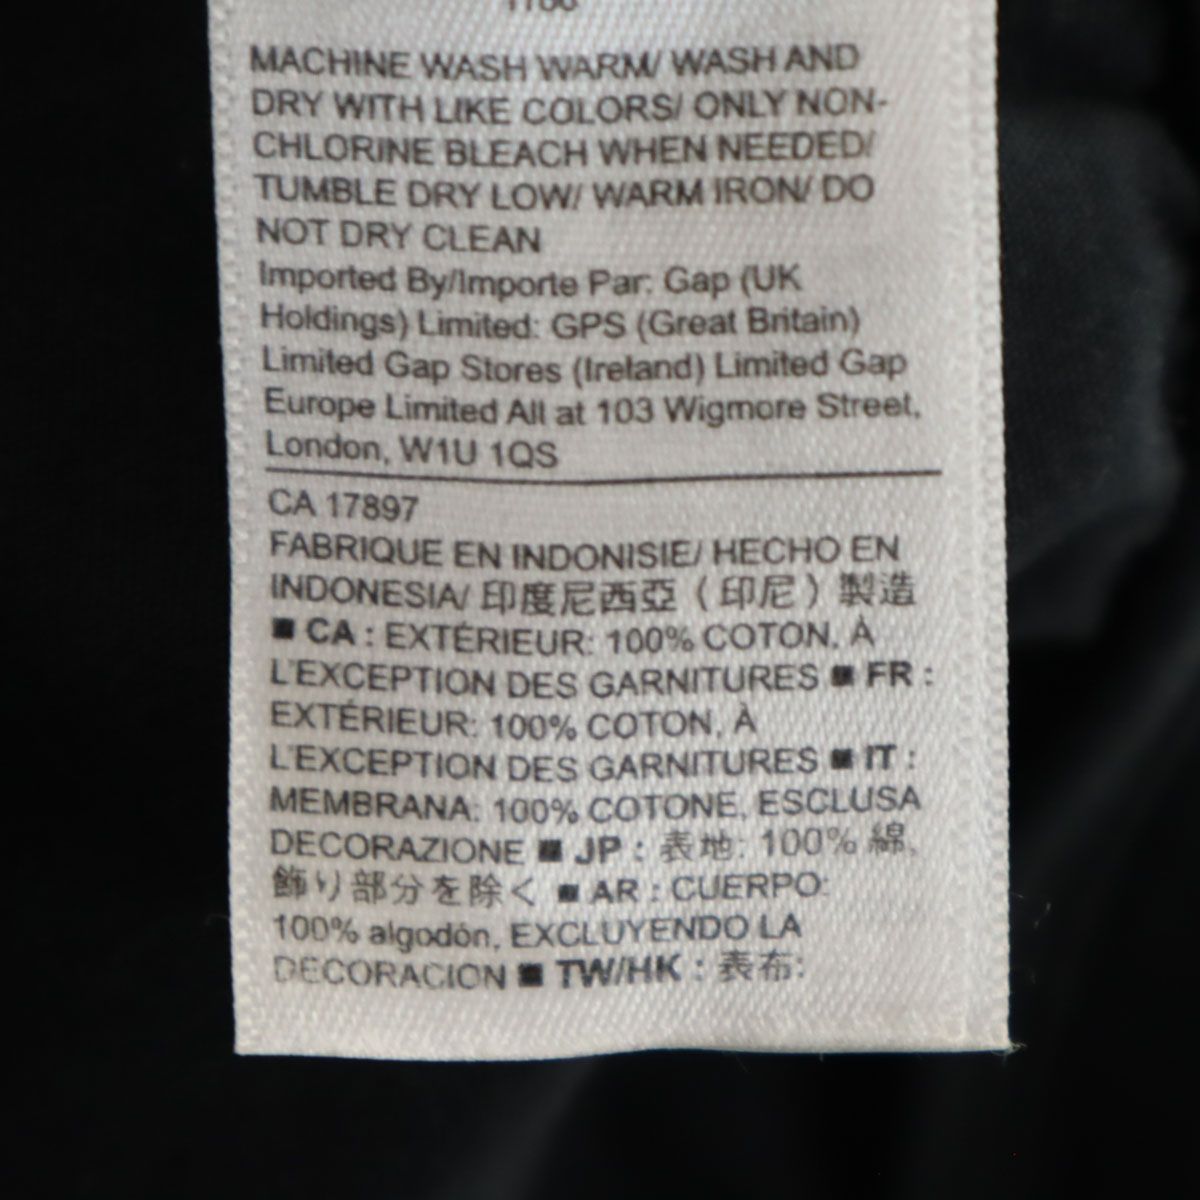 MACHINE WASH WARM/ WASH AND
DRY WITH LIKE COLORS/ ONLY NON-
CHLORINE BLEACH WHEN NEEDED/
TUMBLE DRY LOW/ WARM IRON/ DO
NOT DRY CLEAN
Imported By/Importe Par: Gap (UK
Holdings) Limited: GPS (Great Britain)
Limited Gap Stores (Ireland) Limited Gap
Europe Limited All at 103 Wigmore Street,
London, W1U 1QS
CA 17897
FABRIQUE EN INDONISIE/ HECHO EN
INDONESIA/ 印度尼西亞（印尼）製造
■ CA : EXTÉRIEUR: 100% COTON, À
L'EXCEPTION DES GARNITURES ■ FR :
EXTÉRIEUR: 100% COTON, À
L'EXCEPTION DES GARNITURES ■ IT :
MEMBRANA: 100% COTONE, ESCLUSA
DECORAZIONE ■ JP : 表地: 100% 綿,
飾り部分を除く ■ AR : CUERPO:
100% algodón, EXCLUYENDO LA
DECORACION ■ TW/HK : 表布: